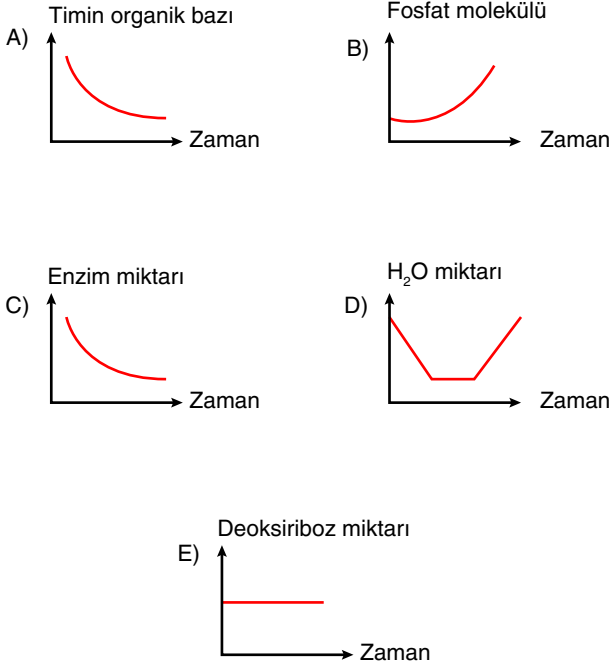 A)
Timin organik bazı
Zaman
B)
Fosfat molekülü
Zaman
C)
Enzim miktarı
Zaman
D)
H₂O miktarı
Zaman
E)
Deoksiriboz miktarı
Zaman